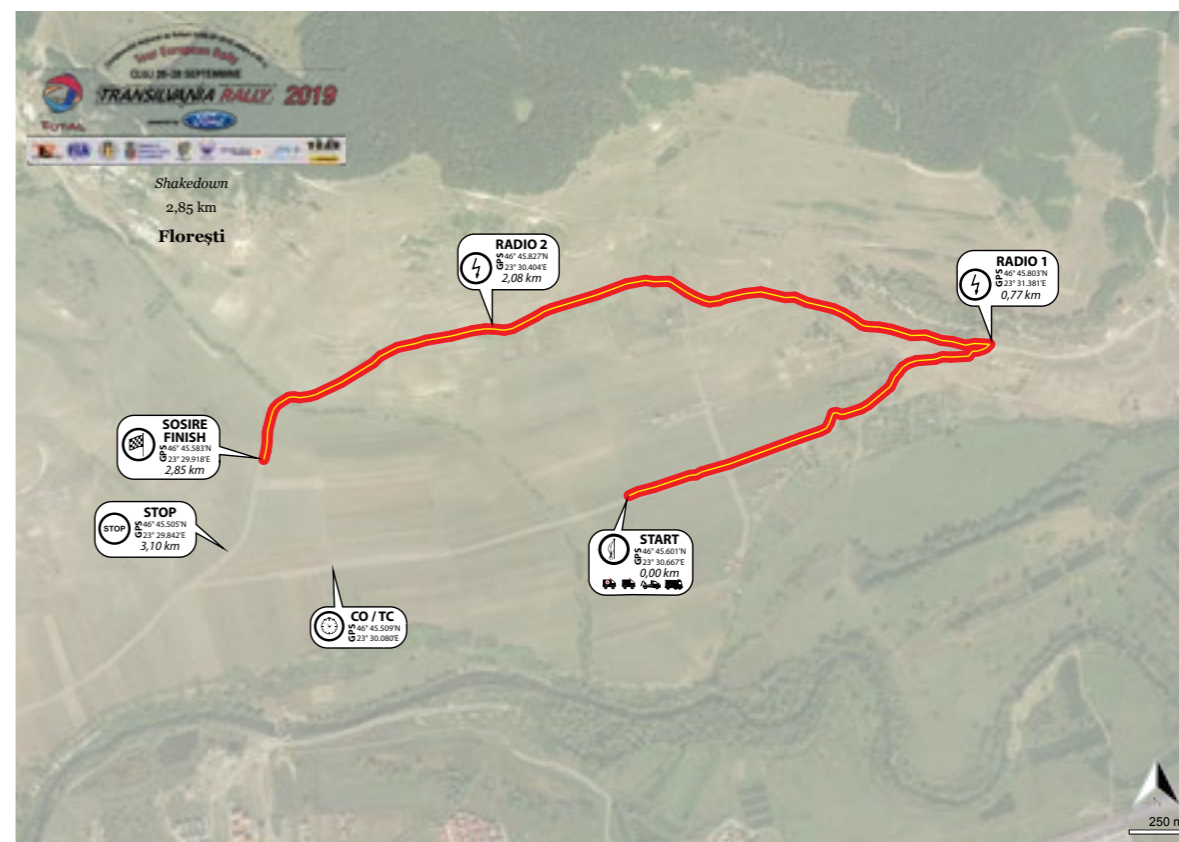 Tour European Rally
CLUJ 26-28 SEPTEMBRIE
TRANSILVANIA RALLY 2019
TOTAL
Ford
FIA
Shakedown
2,85 km
Florești
RADIO 2
GPS
46° 45.827'N
23° 30.404'E
2,08 km
RADIO 1
GPS
46° 45.803'N
23° 31.381'E
0,77 km
SOSIRE
FINISH
GPS
46° 45.583'N
23° 29.918'E
2,85 km
STOP
STOP
GPS
46° 45.505'N
23° 29.842'E
3,10 km
START
GPS
46° 45.601'N
23° 30.667'E
0,00 km
CO / TC
GPS
46° 45.509'N
23° 30.080'E
250 m